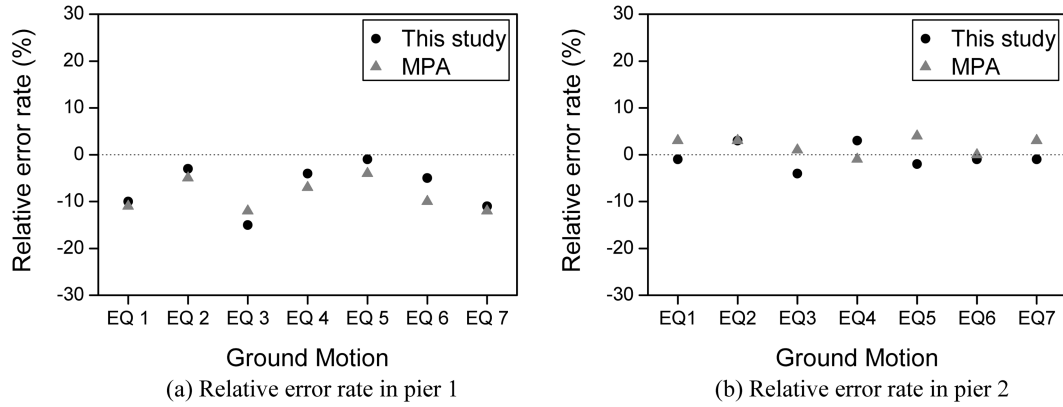 30
20
10
0
-10
-20
-30
Relative error rate (%)
This study
MPA
EQ 1 EQ 2 EQ 3 EQ 4 EQ 5 EQ 6 EQ 7
Ground Motion
(a) Relative error rate in pier 1
30
20
10
0
-10
-20
-30
Relative error rate (%)
This study
MPA
EQ1 EQ2 EQ3 EQ4 EQ5 EQ6 EQ7
Ground Motion
(b) Relative error rate in pier 2